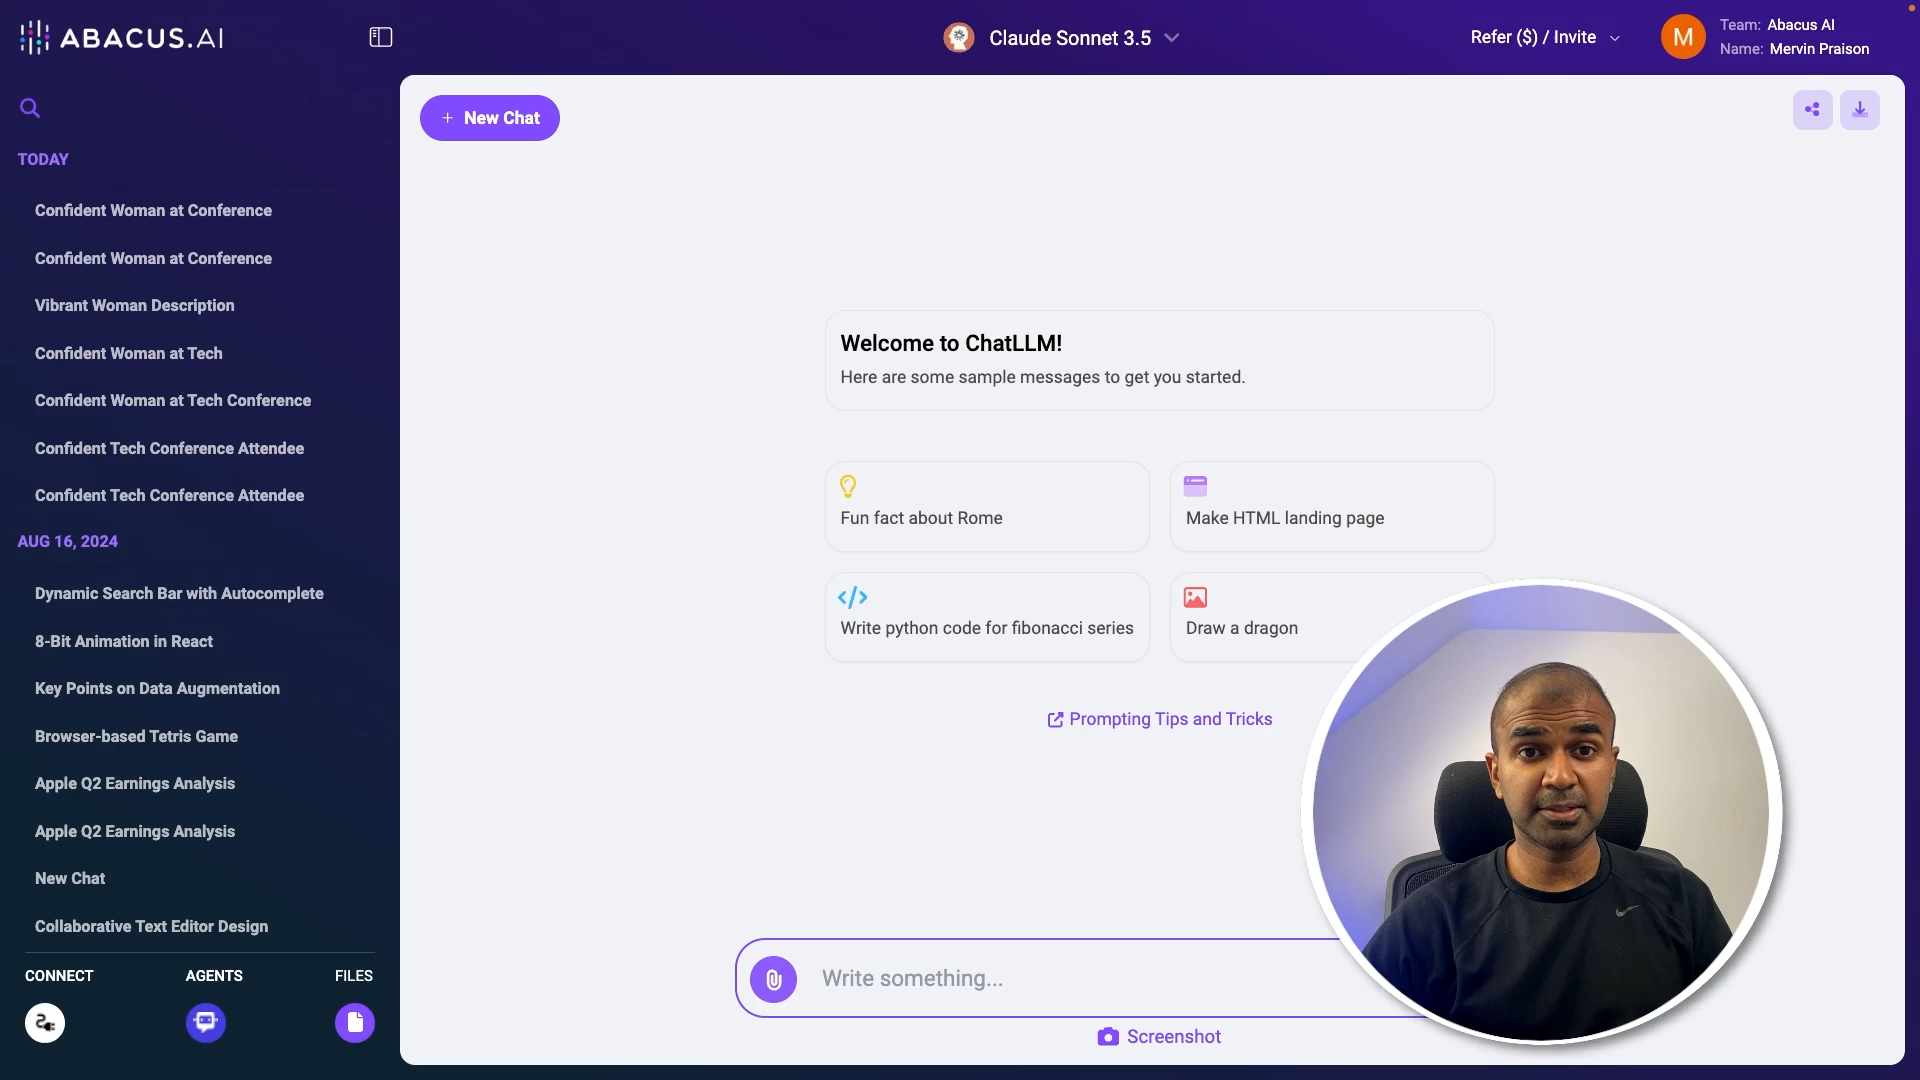 ABACUS.AI
Claude Sonnet 3.5
Refer ($) / Invite
M
Team: Abacus AI
Name: Mervin Praison
TODAY
Confident Woman at Conference
Confident Woman at Conference
Vibrant Woman Description
Confident Woman at Tech
Confident Woman at Tech Conference
Confident Tech Conference Attendee
Confident Tech Conference Attendee
AUG 16, 2024
Dynamic Search Bar with Autocomplete
8-Bit Animation in React
Key Points on Data Augmentation
Browser-based Tetris Game
Apple Q2 Earnings Analysis
Apple Q2 Earnings Analysis
New Chat
Collaborative Text Editor Design
CONNECT
AGENTS
FILES
+ New Chat
Welcome to ChatLLM!
Here are some sample messages to get you started.
Fun fact about Rome
Make HTML landing page
Write python code for fibonacci series
Draw a dragon
Prompting Tips and Tricks
Write something...
Screenshot